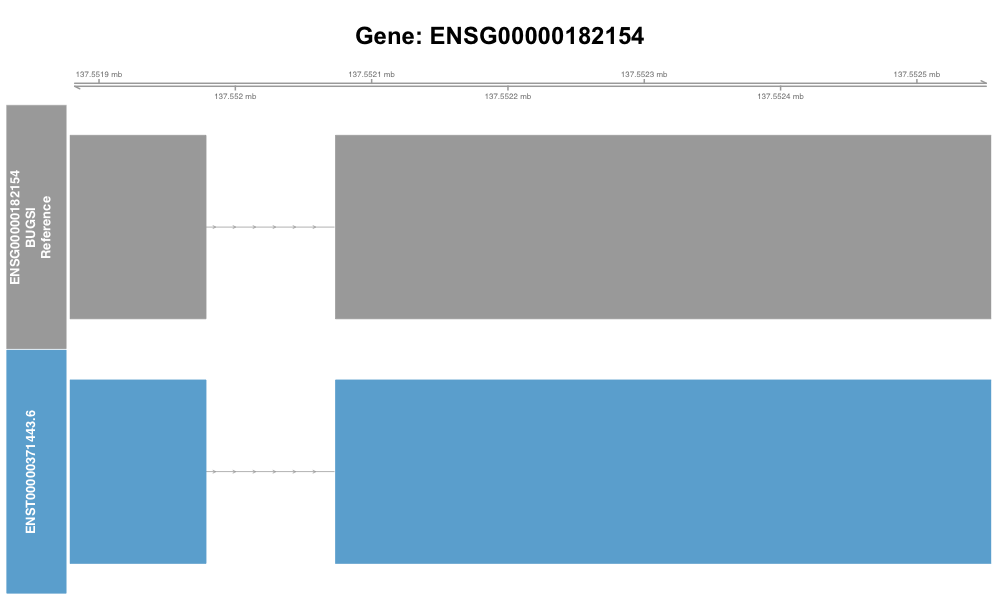 Gene: ENSG00000182154
137.5519 mb
137.5521 mb
137.5523 mb
137.5525 mb
137.552 mb
137.5522 mb
137.5524 mb
ENSG00000182154
BUGSI
Reference
ENST00000371443.6